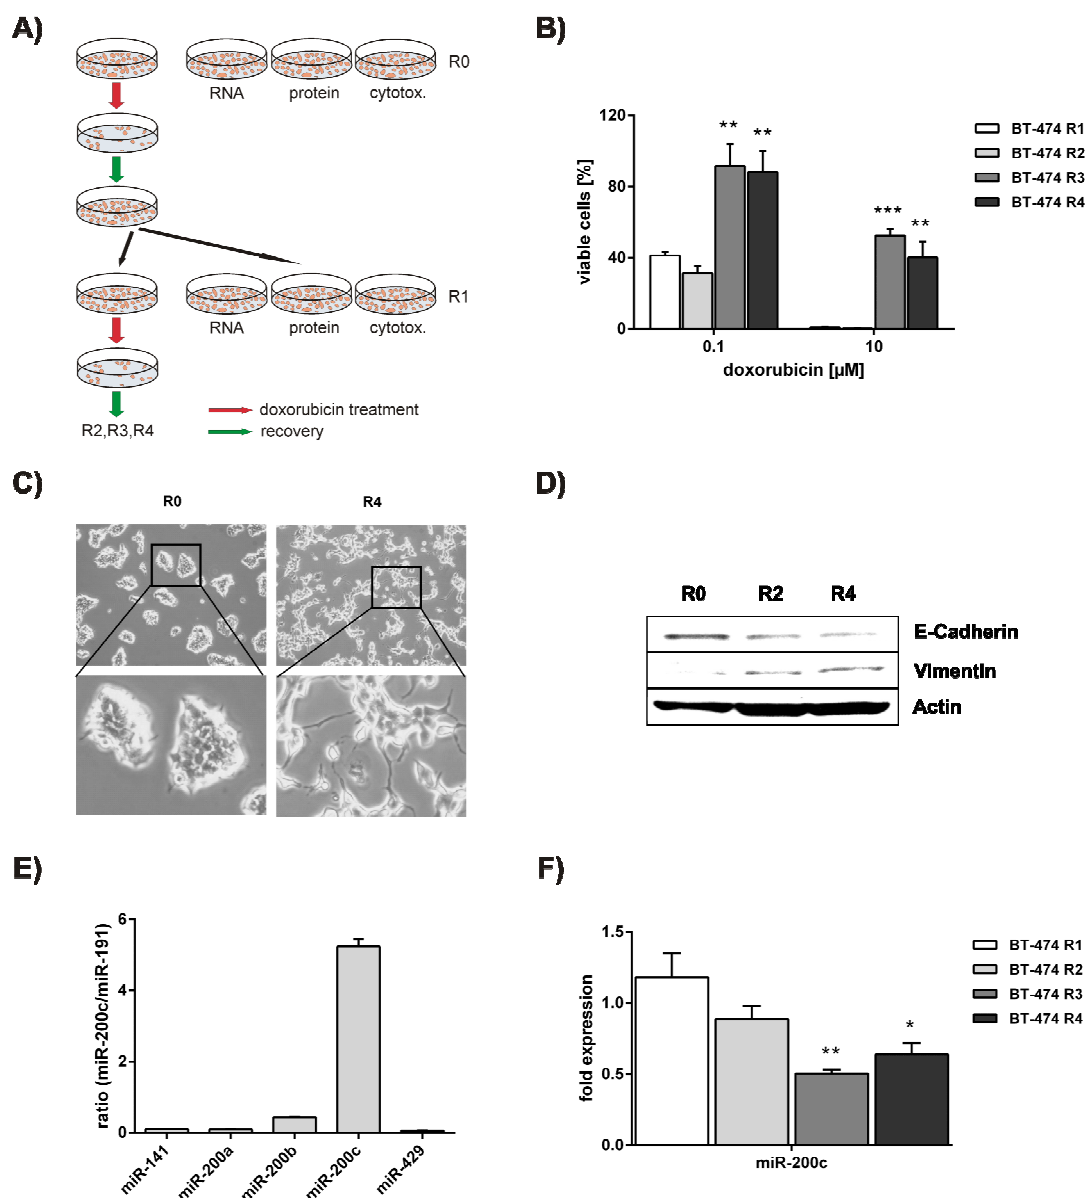 A)
R0
RNA protein cytotox.
R1
RNA protein cytotox.
doxorubicin treatment
R2,R3,R4
recovery
B)
120
80
40
0
viable cells [%]
** **
*** **
0.1 10
doxorubicin [µM]
BT-474 R1
BT-474 R2
BT-474 R3
BT-474 R4
C)
R0 R4
D)
R0 R2 R4
E-Cadherin
Vimentin
Actin
E)
6
4
2
0
ratio (miR-200c/miR-191)
miR-141 miR-200a miR-200b miR-200c miR-429
F)
1.5
1.0
0.5
0.0
fold expression
** *
miR-200c
BT-474 R1
BT-474 R2
BT-474 R3
BT-474 R4